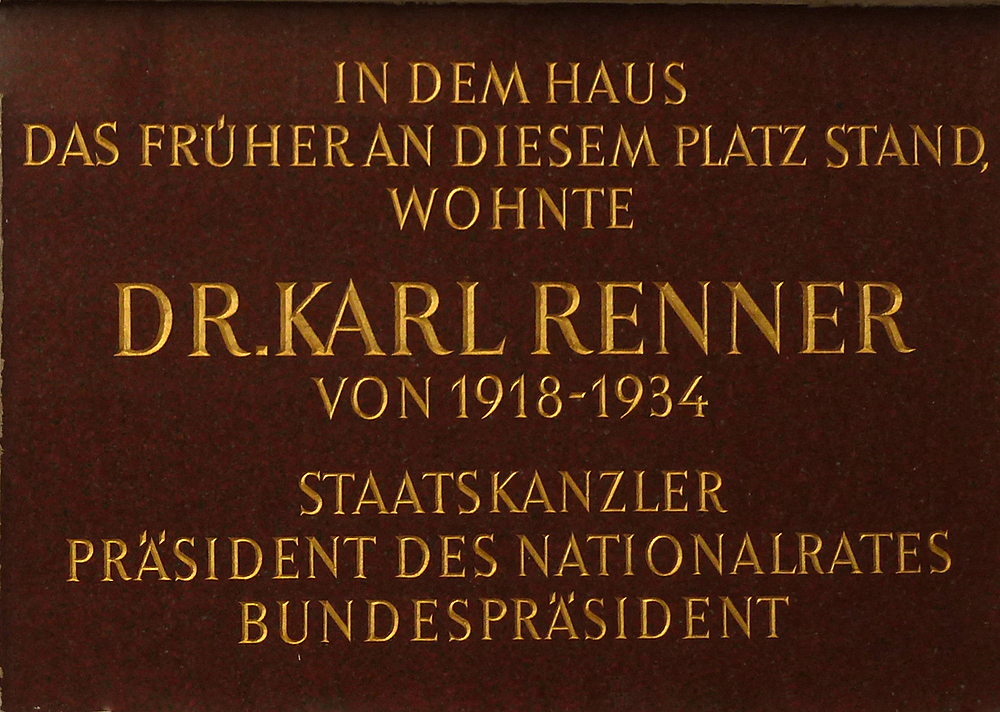 IN DEM HAUS
DAS FRÜHER AN DIESEM PLATZ STAND,
WOHNTE
DR. KARL RENNER
VON 1918-1934
STAATSKANZLER
PRÄSIDENT DES NATIONALRATES
BUNDESPRÄSIDENT